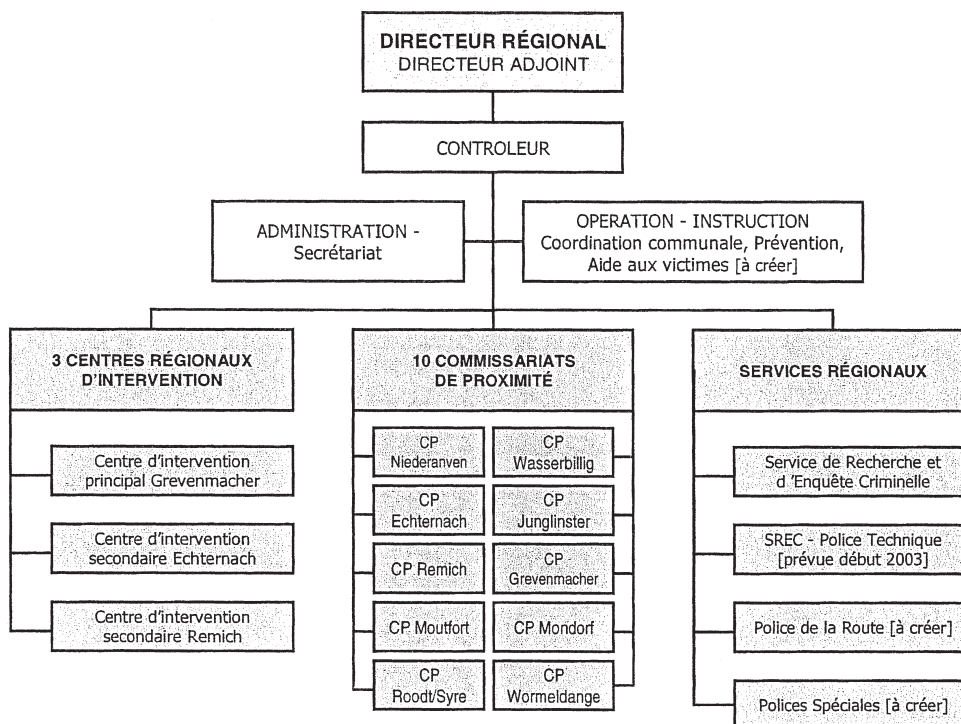 DIRECTEUR RÉGIONAL
DIRECTEUR ADJOINT
CONTROLEUR
ADMINISTRATION -
Secrétariat
OPERATION - INSTRUCTION
Coordination communale, Prévention,
Aide aux victimes [à créer]
3 CENTRES RÉGIONAUX
D'INTERVENTION
Centre d'intervention
principal Grevenmacher
Centre d'intervention
secondaire Echternach
Centre d'intervention
secondaire Remich
10 COMMISSARIATS
DE PROXIMITÉ
CP
Niederanven
CP
Wasserbillig
CP
Echternach
CP
Junglinster
CP Remich
CP
Grevenmacher
CP Moutfort
CP Mondorf
CP
Roodt/Syre
CP
Wormeldange
SERVICES RÉGIONAUX
Service de Recherche et
d 'Enquête Criminelle
SREC - Police Technique
[prévue début 2003]
Police de la Route [à créer]
Polices Spéciales [à créer]